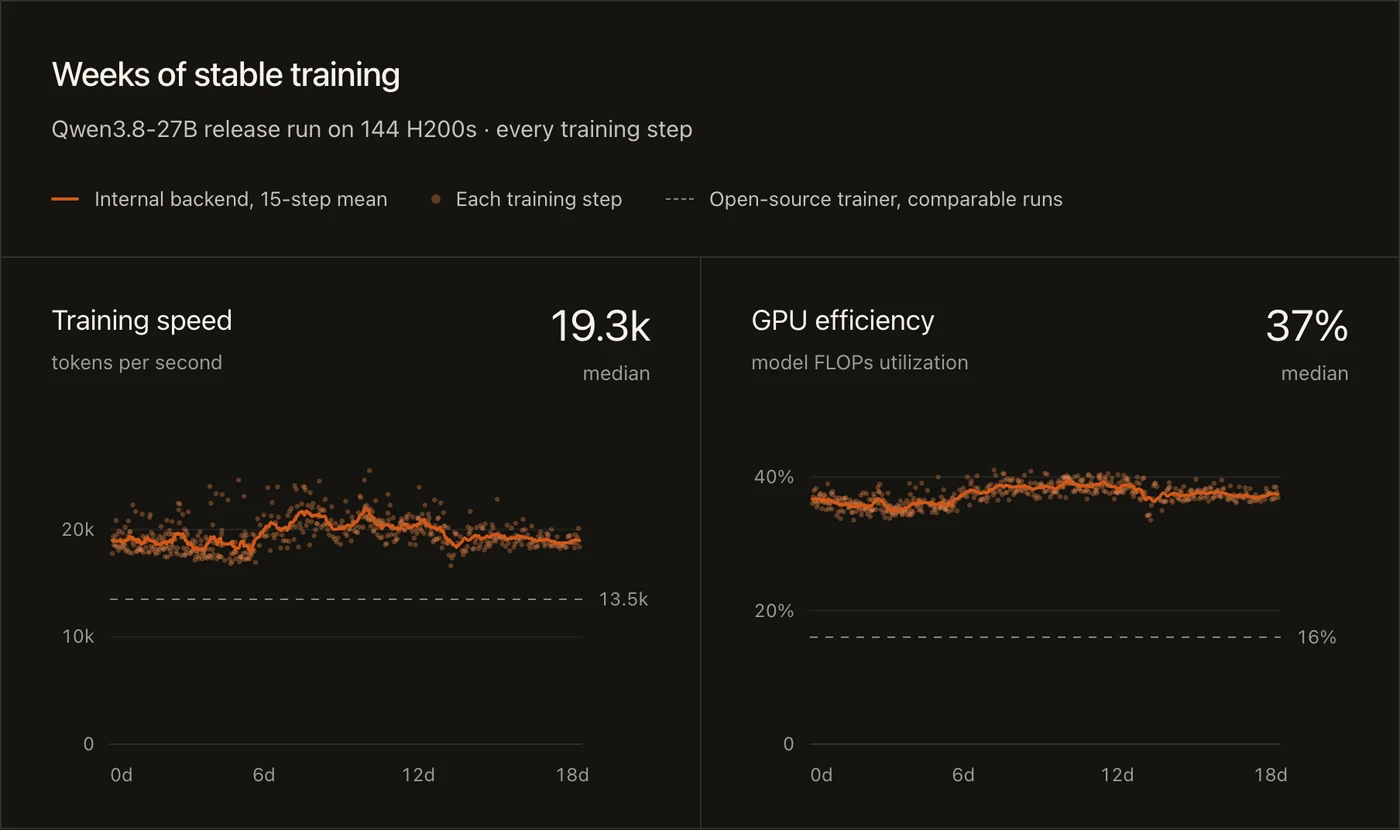 Weeks of stable training
Qwen3.8-27B release run on 144 H200s · every training step
Internal backend, 15-step mean
Each training step
Open-source trainer, comparable runs
Training speed
19.3k
tokens per second
median
20k
13.5k
10k
0
0d 6d 12d 18d
GPU efficiency
37%
model FLOPs utilization
median
40%
20%
16%
0
0d 6d 12d 18d